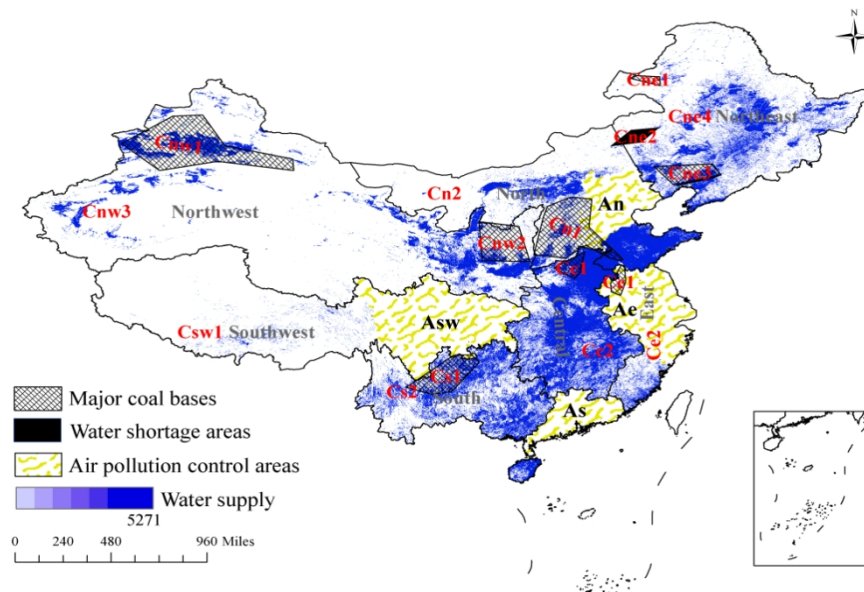 N
Cne1
Cnw1
Cne4 Northeast
Cne2
Cne3
Cn2
North
An
Cnw3
Northwest
Cn1
Cnw2
Cc1
Ce1
East
Ae
Central
Asw
Csw1 Southwest
Cc2
Ce2
Cs1
Cs2
South
As
Major coal bases
Water shortage areas
Air pollution control areas
Water supply
5271
0 240 480 960 Miles